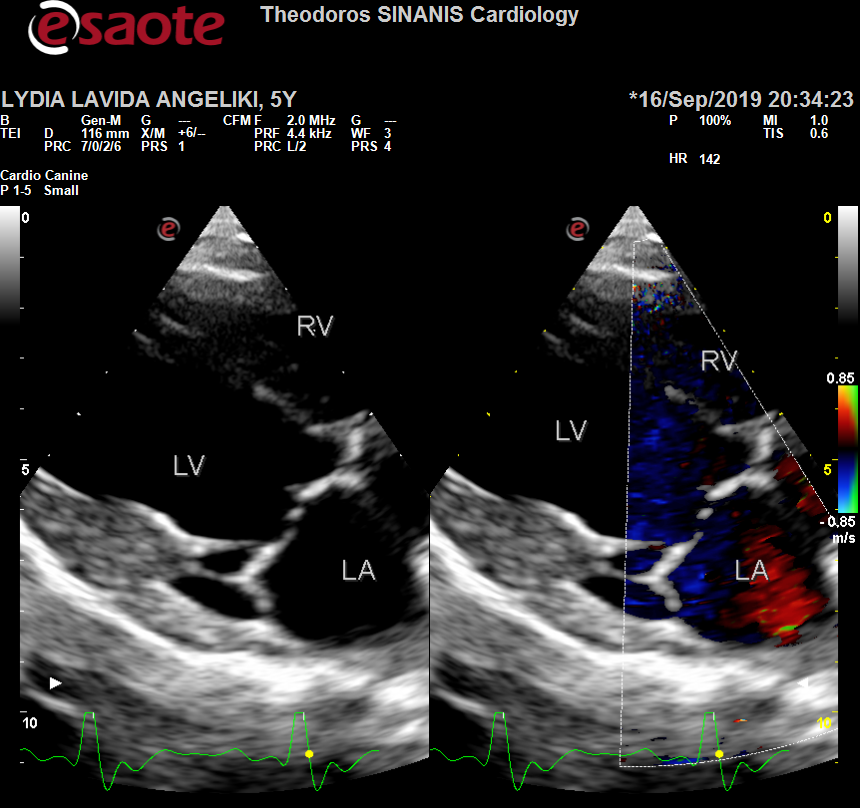 esaote
Theodoros SINANIS Cardiology
LYDIA LAVIDA ANGELIKI, 5Y
*16/Sep/2019 20:34:23
B Gen-M G --- CFM F 2.0 MHz G --- P 100% MI 1.0
TEI D 116 mm X/M +6/-- PRF 4.4 kHz WF 3 TIS 0.6
PRC 7/0/2/6 PRS 1 PRC L/2 PRS 4
HR 142
Cardio Canine
P 1-5 Small
0 e e 0
RV
RV
0.85
LV
LV
5 5
-0.85
m/s
LA LA
10 10